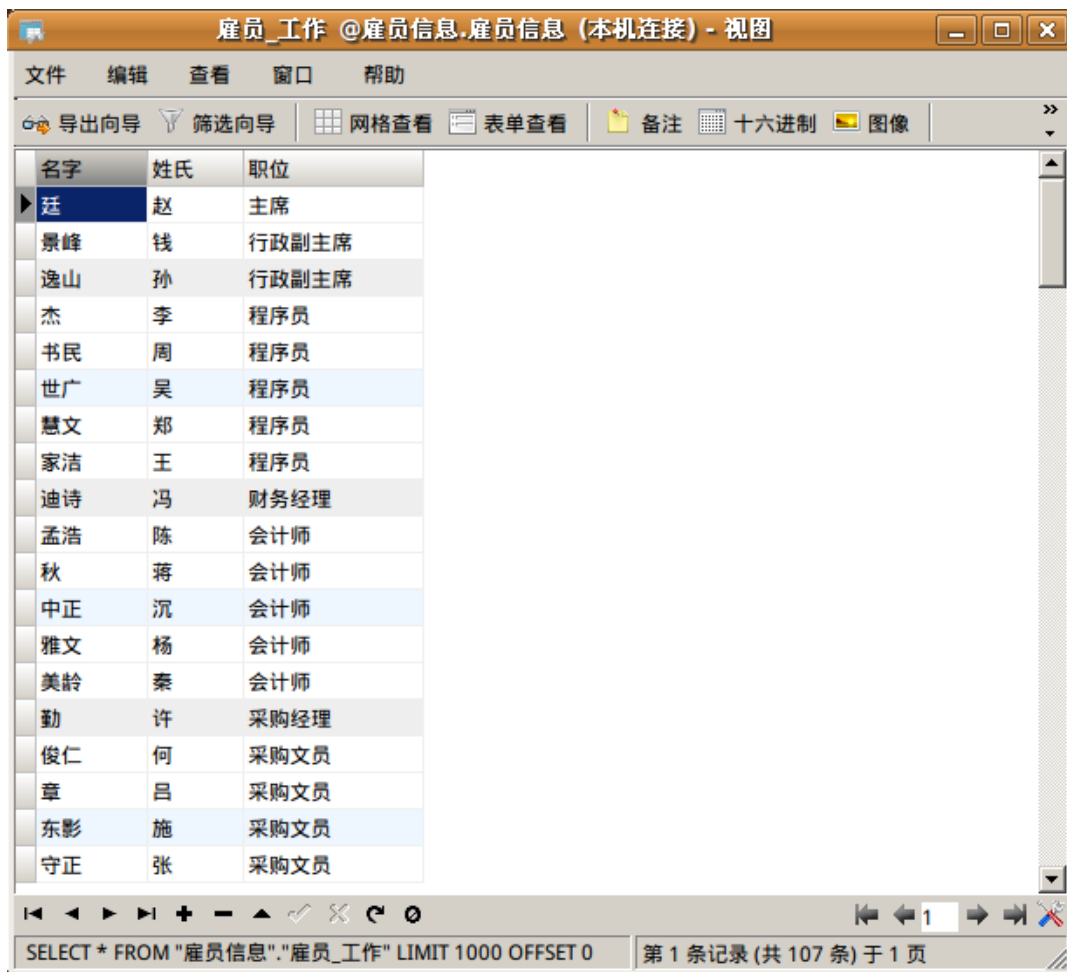 雇员_工作 @雇员信息.雇员信息 (本机连接) - 视图
文件 编辑 查看 窗口 帮助
导出向导 筛选向导 网格查看 表单查看 备注 十六进制 图像
名字 姓氏 职位
廷 赵 主席
景峰 钱 行政副主席
逸山 孙 行政副主席
杰 李 程序员
书民 周 程序员
世广 吴 程序员
慧文 郑 程序员
家洁 王 程序员
迪诗 冯 财务经理
孟浩 陈 会计师
秋 蒋 会计师
中正 沉 会计师
雅文 杨 会计师
美龄 秦 会计师
勤 许 采购经理
俊仁 何 采购文员
章 吕 采购文员
东影 施 采购文员
守正 张 采购文员
1
SELECT * FROM "雇员信息"."雇员_工作" LIMIT 1000 OFFSET 0 第 1 条记录 (共 107 条) 于 1 页